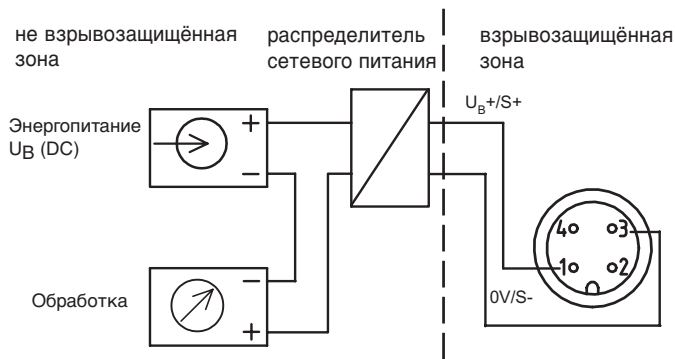 не взрывозащищённая
зона
распределитель
сетевого питания
взрывозащищённая
зона
Энергопитание
UB (DC)
+
−
UB+/S+
4
3
1
2
0V/S-
Обработка
−
+